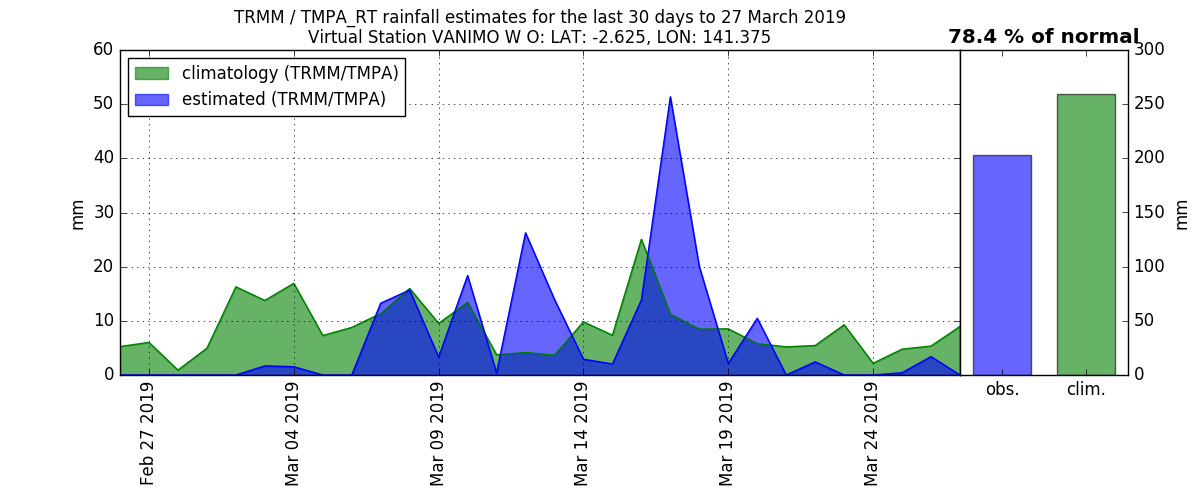 TRMM / TMPA_RT rainfall estimates for the last 30 days to 27 March 2019
Virtual Station VANIMO W O: LAT: -2.625, LON: 141.375
78.4 % of normal
climatology (TRMM/TMPA)
estimated (TRMM/TMPA)
60
50
40
30
20
10
0
mm
Feb 27 2019
Mar 04 2019
Mar 09 2019
Mar 14 2019
Mar 19 2019
Mar 24 2019
obs.
clim.
300
250
200
150
100
50
0
mm